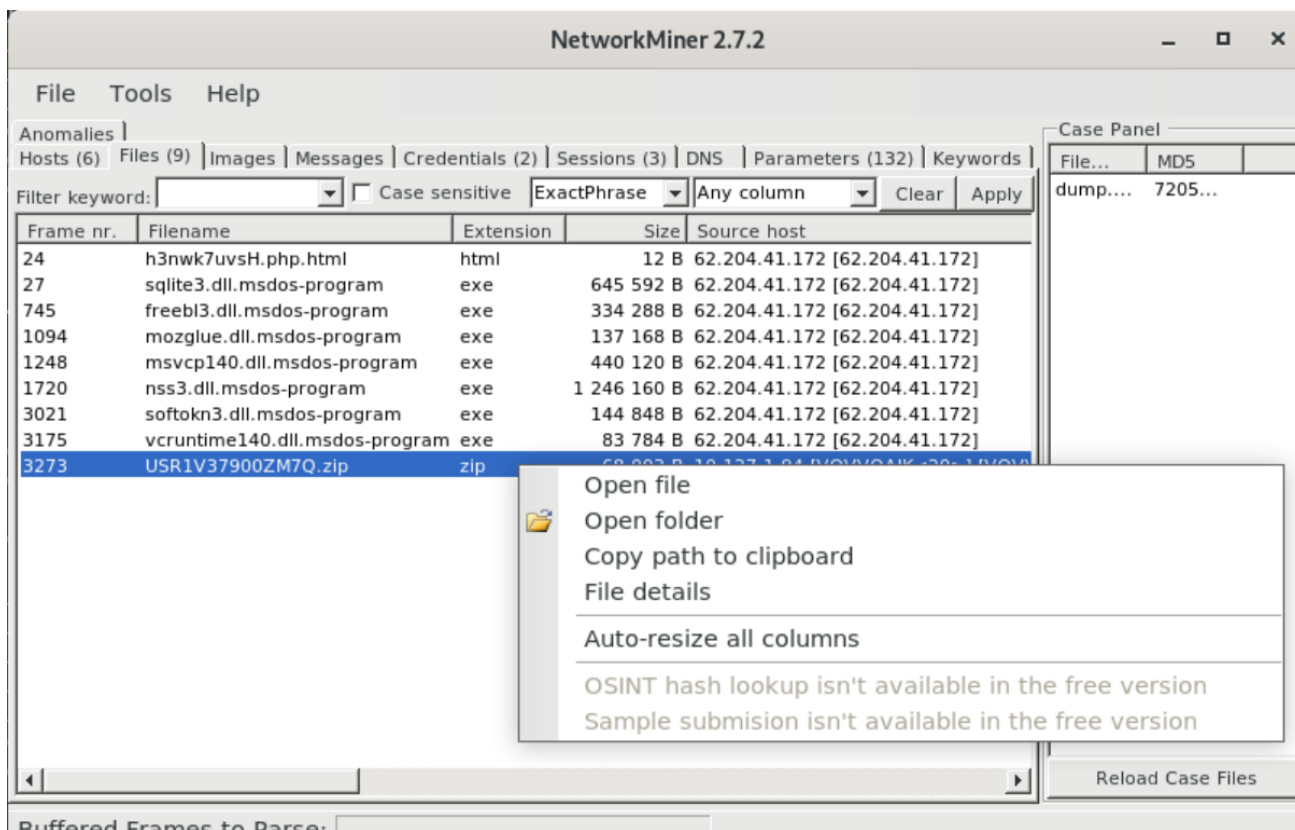 NetworkMiner 2.7.2
File Tools Help
Anomalies
Hosts (6) Files (9) Images Messages Credentials (2) Sessions (3) DNS Parameters (132) Keywords
Filter keyword: Case sensitive ExactPhrase Any column Clear Apply
Frame nr. Filename Extension Size Source host
24 h3nwk7uvsH.php.html html 12 B 62.204.41.172 [62.204.41.172]
27 sqlite3.dll.msdos-program exe 645 592 B 62.204.41.172 [62.204.41.172]
745 freebl3.dll.msdos-program exe 334 288 B 62.204.41.172 [62.204.41.172]
1094 mozglue.dll.msdos-program exe 137 168 B 62.204.41.172 [62.204.41.172]
1248 msvcp140.dll.msdos-program exe 440 120 B 62.204.41.172 [62.204.41.172]
1720 nss3.dll.msdos-program exe 1 246 160 B 62.204.41.172 [62.204.41.172]
3021 softokn3.dll.msdos-program exe 144 848 B 62.204.41.172 [62.204.41.172]
3175 vcruntime140.dll.msdos-program exe 83 784 B 62.204.41.172 [62.204.41.172]
3273 USR1V37900ZM7Q.zip zip
Open file
Open folder
Copy path to clipboard
File details
Auto-resize all columns
OSINT hash lookup isn't available in the free version
Sample submision isn't available in the free version
Case Panel
File... MD5
dump.... 7205...
Reload Case Files
Buffered Frames to Parse: